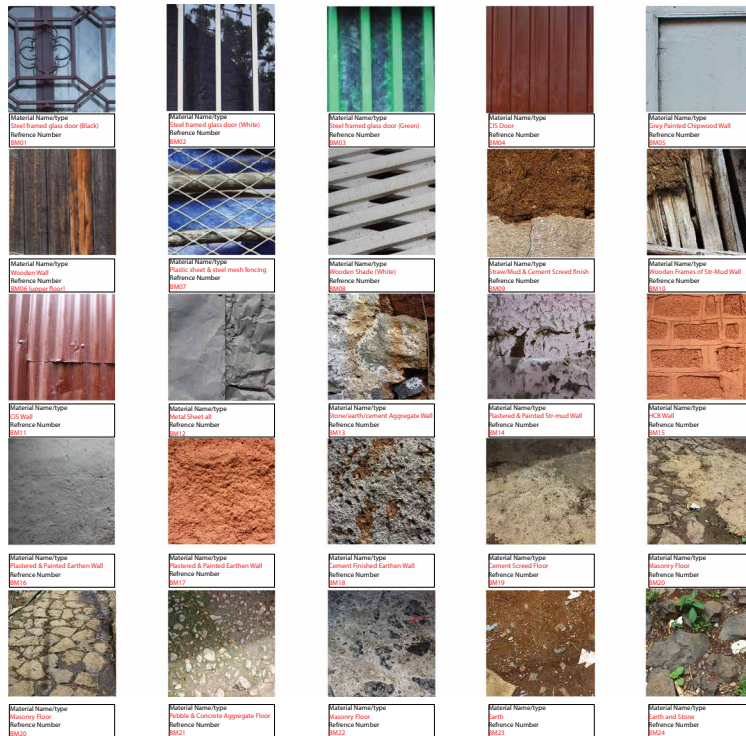 Material Name/type
Steel framed glass door (Black)
Refrence Number
BM01
Material Name/type
Steel framed glass door (White)
Refrence Number
BM02
Material Name/type
Steel framed glass door (Green)
Refrence Number
BM03
Material Name/type
CIS Door
Refrence Number
BM04
Material Name/type
Grey Painted Chipwood Wall
Refrence Number
BM05
Material Name/type
Wooden Wall
Refrence Number
BM06 (upper floor)
Material Name/type
Plastic sheet & steel mesh fencing
Refrence Number
BM07
Material Name/type
Wooden Shade (White)
Refrence Number
BM08
Material Name/type
Straw/Mud & Cement Screed finish
Refrence Number
BM09
Material Name/type
Wooden Frames of Str-Mud Wall
Refrence Number
BM10
Material Name/type
CIS Wall
Refrence Number
BM11
Material Name/type
Metal Sheet all
Refrence Number
BM12
Material Name/type
Stone/earth/cement Aggregate Wall
Refrence Number
BM13
Material Name/type
Plastered & Painted Str-mud Wall
Refrence Number
BM14
Material Name/type
HCB Wall
Refrence Number
BM15
Material Name/type
Plastered & Painted Earthen Wall
Refrence Number
BM16
Material Name/type
Plastered & Painted Earthen Wall
Refrence Number
BM17
Material Name/type
Cement Finished Earthen Wall
Refrence Number
BM18
Material Name/type
Cement Screed Floor
Refrence Number
BM19
Material Name/type
Masonry Floor
Refrence Number
BM20
Material Name/type
Masonry Floor
Refrence Number
BM20
Material Name/type
Pebble & Concrete Aggregate Floor
Refrence Number
BM21
Material Name/type
Masonry Floor
Refrence Number
BM22
Material Name/type
Earth
Refrence Number
BM23
Material Name/type
Earth and Stone
Refrence Number
BM24